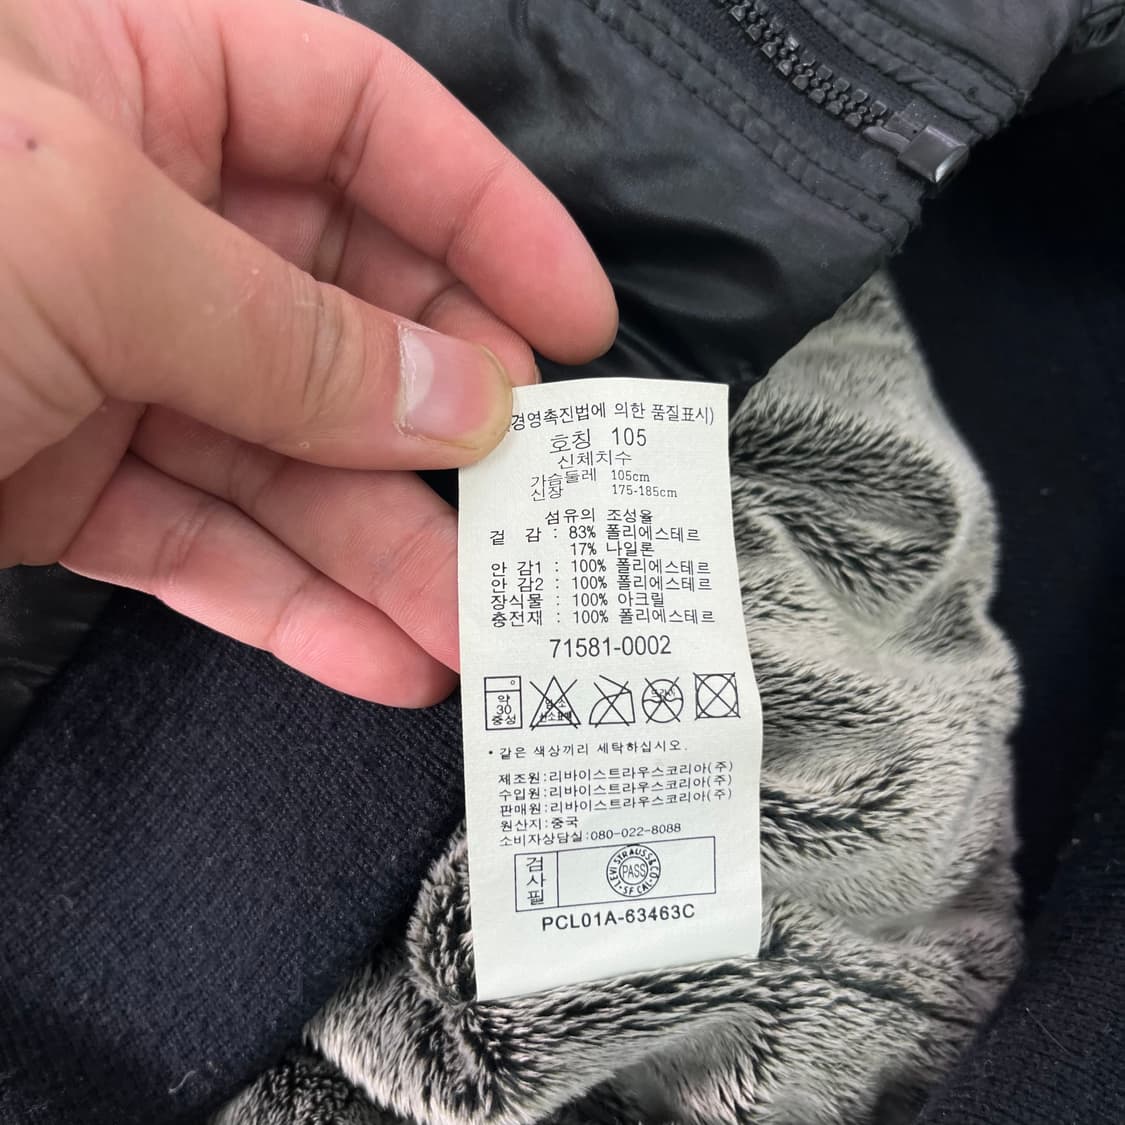 경영촉진법에 의한 품질표시)
호칭 105
신체치수
가슴둘레 105cm
신장 175-185cm
섬유의 조성율
겉 감 : 83% 폴리에스테르
17% 나일론
안 감1 : 100% 폴리에스테르
안 감2 : 100% 폴리에스테르
장식물 : 100% 아크릴
충전재 : 100% 폴리에스테르
71581-0002
약 30 중성
드라이
• 같은 색상끼리 세탁하십시오.
제조원:리바이스트라우스코리아(주)
수입원:리바이스트라우스코리아(주)
판매원:리바이스트라우스코리아(주)
원산지:중국
소비자상담실:080-022-8088
검사필
LEVI STRAUSS & CO
PASS
SF CAL
PCL01A-63463C